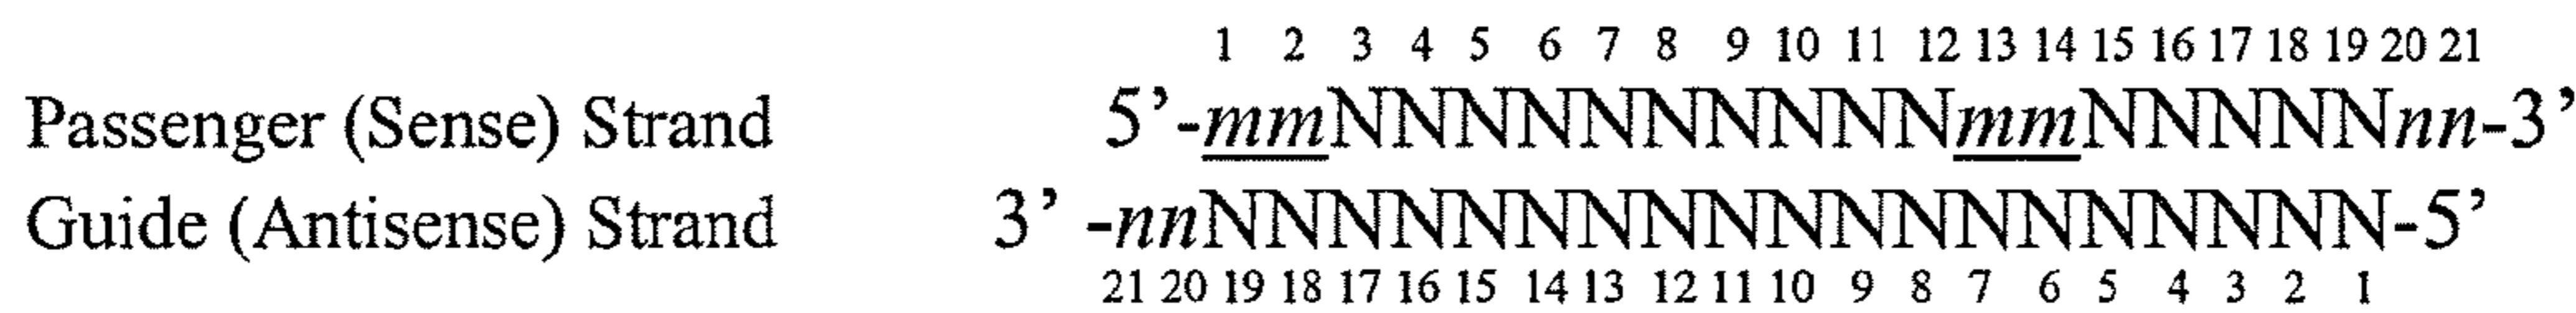 1 2 3 4 5 6 7 8 9 10 11 12 13 14 15 16 17 18 19 20 21
Passenger (Sense) Strand 5’-mmNNNNNNNNNNmmNNNNNnn-3’
Guide (Antisense) Strand 3’ -nnNNNNNNNNNNNNNNNNNNN-5’
21 20 19 18 17 16 15 14 13 12 11 10 9 8 7 6 5 4 3 2 1